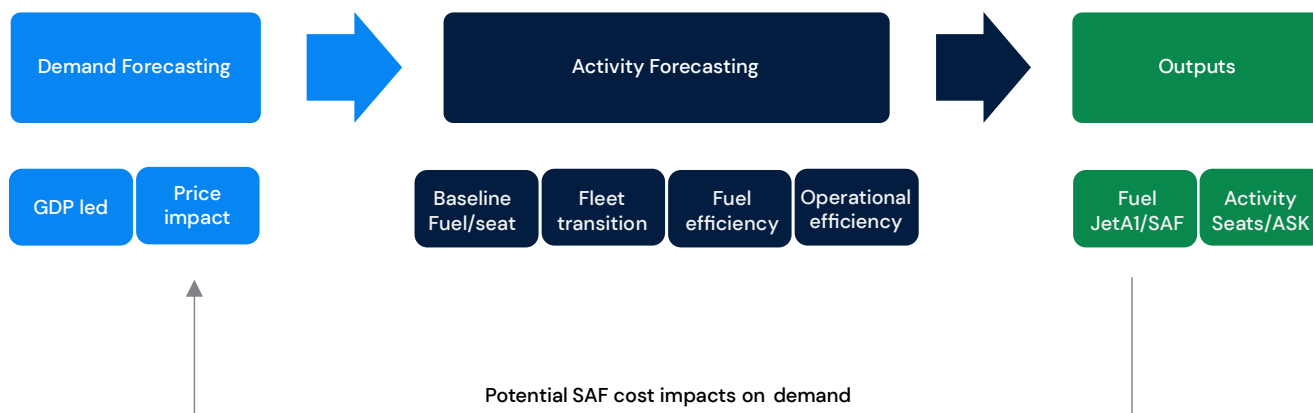 Demand Forecasting
Activity Forecasting
Outputs
GDP led
Price
impact
Baseline
Fuel/seat
Fleet
transition
Fuel
efficiency
Operational
efficiency
Fuel
JetA1/SAF
Activity
Seats/ASK
Potential SAF cost impacts on demand